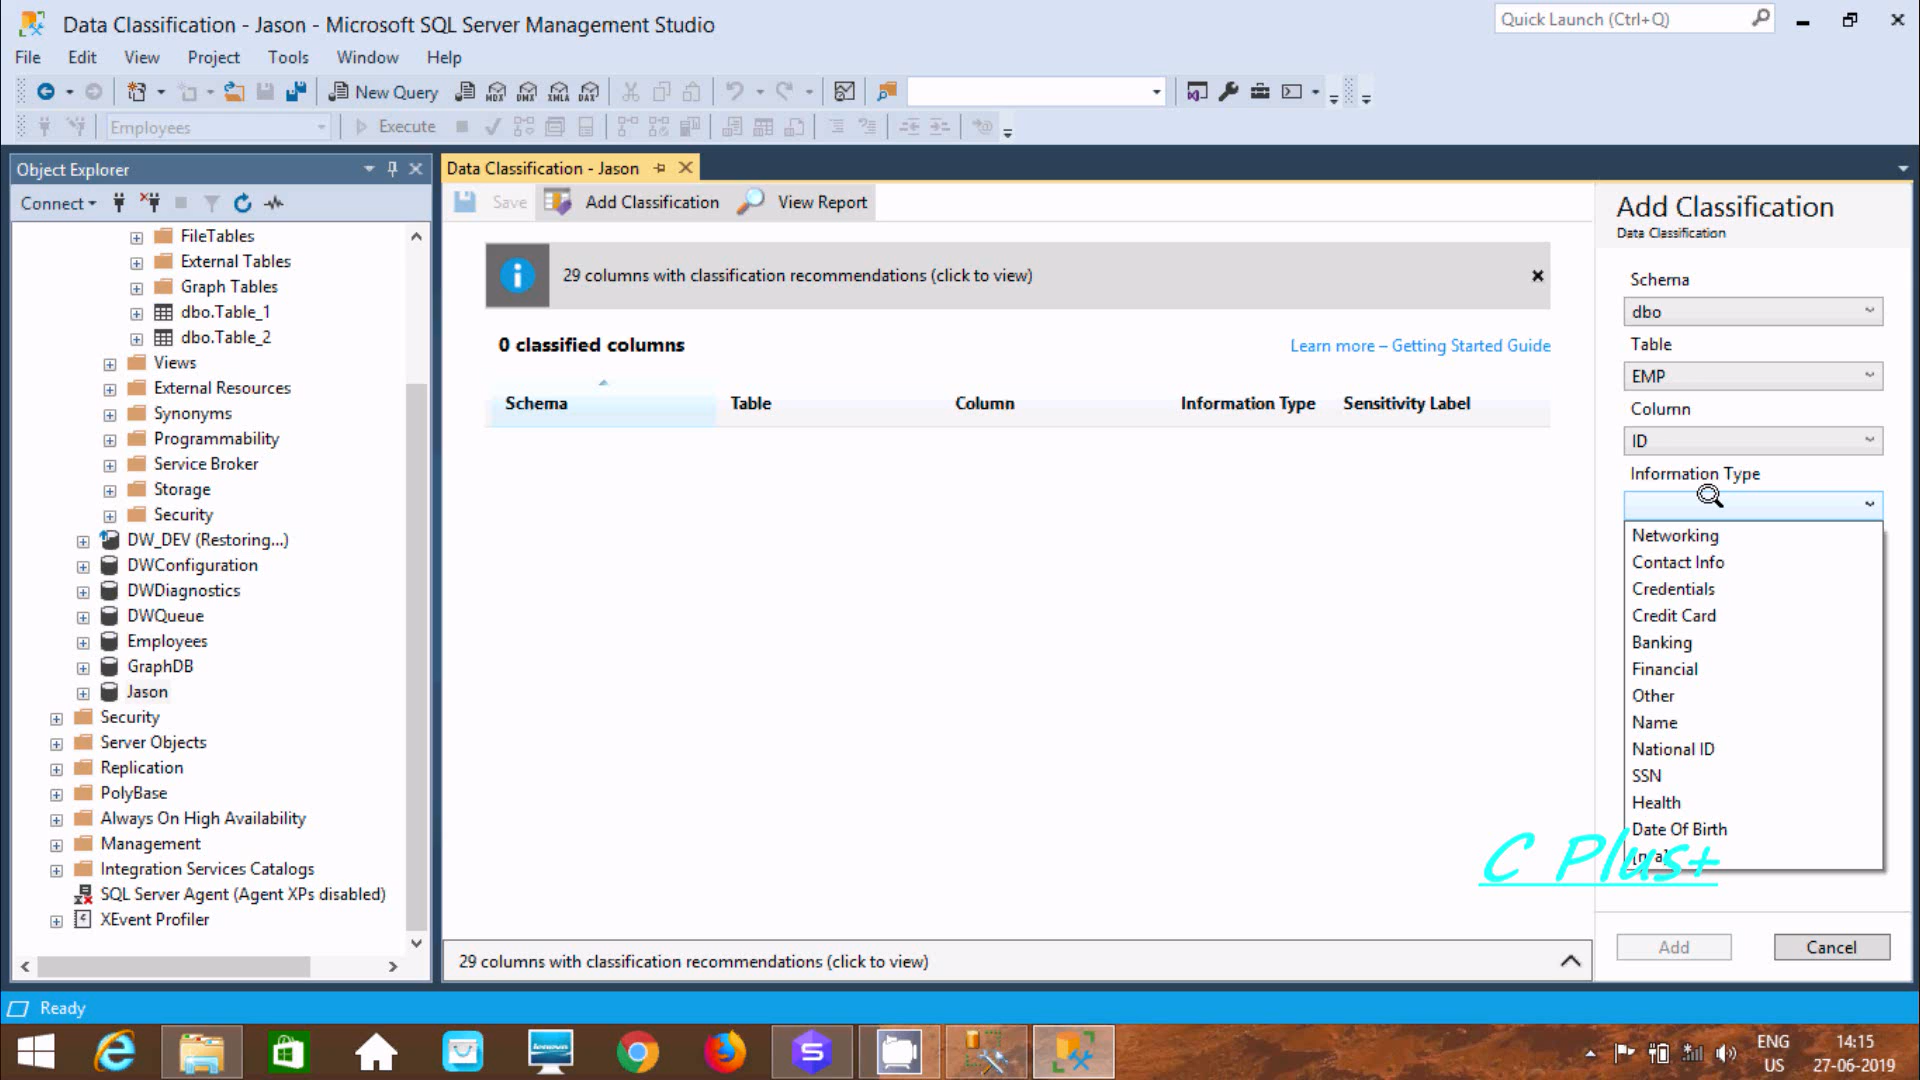 Data Classification - Jason - Microsoft SQL Server Management Studio
Quick Launch (Ctrl+Q)
File Edit View Project Tools Window Help
New Query
MDX DMX XMLA DAX
Employees
Execute
Object Explorer
Connect
FileTables
External Tables
Graph Tables
dbo.Table_1
dbo.Table_2
Views
External Resources
Synonyms
Programmability
Service Broker
Storage
Security
DW_DEV (Restoring...)
DWConfiguration
DWDiagnostics
DWQueue
Employees
GraphDB
Jason
Security
Server Objects
Replication
PolyBase
Always On High Availability
Management
Integration Services Catalogs
SQL Server Agent (Agent XPs disabled)
XEvent Profiler
Data Classification - Jason
Save Add Classification View Report
29 columns with classification recommendations (click to view)
0 classified columns
Learn more – Getting Started Guide
Schema Table Column Information Type Sensitivity Label
29 columns with classification recommendations (click to view)
Add Classification
Data Classification
Schema
dbo
Table
EMP
Column
ID
Information Type
Networking
Contact Info
Credentials
Credit Card
Banking
Financial
Other
Name
National ID
SSN
Health
Date Of Birth
C Plus+
Add Cancel
Ready
ENG
US
14:15
27-06-2019